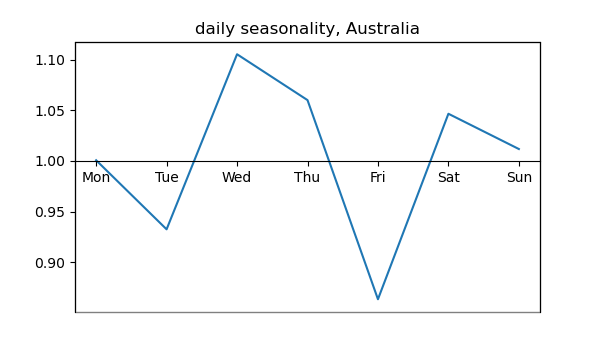 daily seasonality, Australia
1.10
1.05
1.00
Mon Tue Wed Thu Fri Sat Sun
0.95
0.90